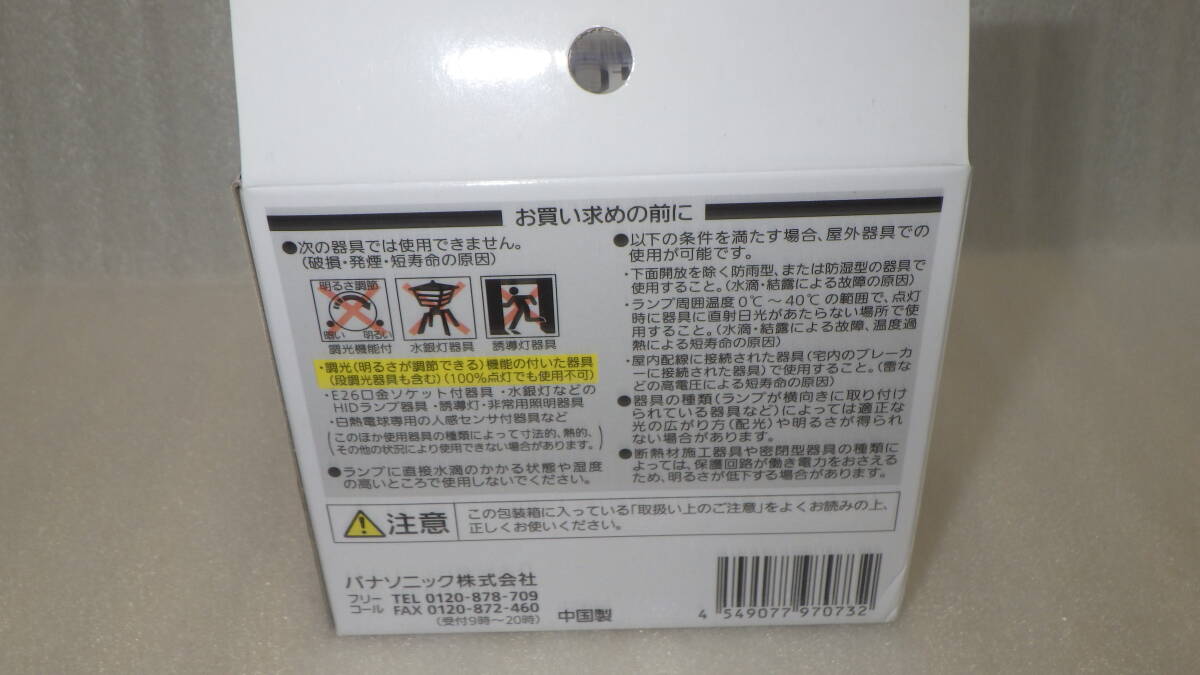 お買い求めの前に
●次の器具では使用できません。
(破損・発煙・短寿命の原因)
明るさ調節
暗い 明るい
調光機能付 水銀灯器具 誘導灯器具
・調光(明るさが調節できる)機能の付いた器具
(段調光器具も含む)(100%点灯でも使用不可)
・E26口金ソケット付器具 ・水銀灯などの
HIDランプ器具 ・誘導灯・非常用照明器具
・白熱電球専用の人感センサ付器具など
(このほか使用器具の種類によって寸法的、熱的、
その他の状況により使用できない場合があります。)
●ランプに直接水滴のかかる状態や湿度
の高いところで使用しないでください。
●以下の条件を満たす場合、屋外器具での
使用が可能です。
・下面開放を除く防雨型、または防湿型の器具で
使用すること。(水滴・結露による故障の原因)
・ランプ周囲温度0℃〜40℃の範囲で、点灯
時に器具に直射日光があたらない場所で使
用すること。(水滴・結露による故障、温度過
熱による短寿命の原因)
・屋内配線に接続された器具(宅内のブレーカ
ーに接続された器具)で使用すること。(雷な
どの高電圧による短寿命の原因)
●器具の種類(ランプが横向きに取り付け
られている器具など)によっては適正な
光の広がり方(配光)や明るさが得られ
ない場合があります。
●断熱材施工器具や密閉型器具の種類に
よっては、保護回路が働き電力をおさえる
ため、明るさが低下する場合があります。
注意
この包装箱に入っている「取扱い上のご注意」をよくお読みの上、
正しくお使いください。
パナソニック株式会社
フリーコール TEL 0120-878-709
FAX 0120-872-460
(受付9時〜20時)
中国製
4 549077 970732